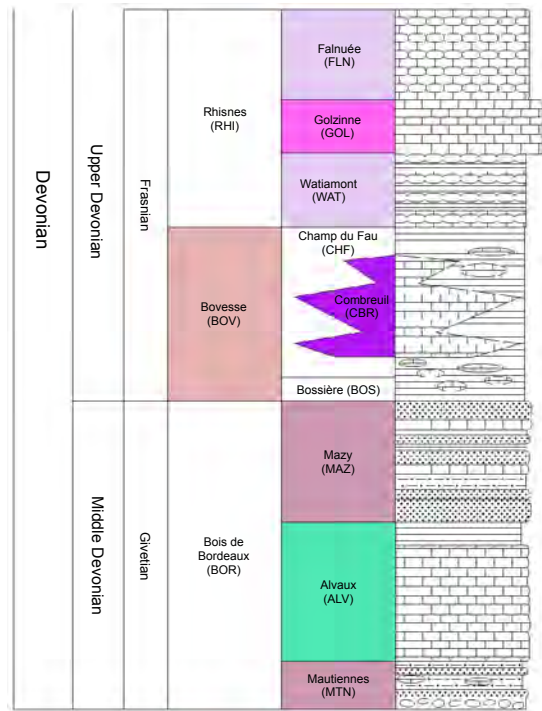 Devonian
Upper Devonian
Middle Devonian
Frasnian
Givetian
Rhisnes
(RHI)
Bovesse
(BOV)
Bois de
Bordeaux
(BOR)
Falnuée
(FLN)
Golzinne
(GOL)
Watiamont
(WAT)
Champ du Fau
(CHF)
Combreuil
(CBR)
Bossière (BOS)
Mazy
(MAZ)
Alvaux
(ALV)
Mautiennes
(MTN)